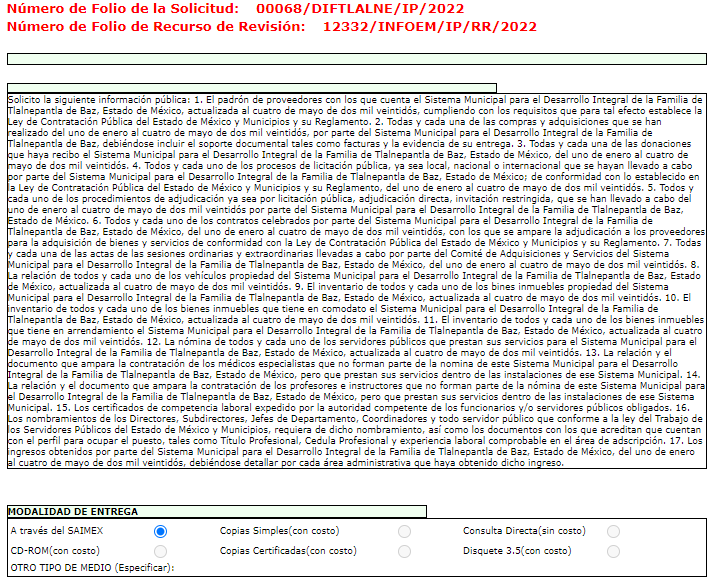 Número de Folio de la Solicitud: 00068/DIFTLALNE/IP/2022
Número de Folio de Recurso de Revisión: 12332/INFOEM/IP/RR/2022
Solicito la siguiente información pública: 1. El padrón de proveedores con los que cuenta el Sistema Municipal para el Desarrollo Integral de la Familia de
Tlalnepantla de Baz, Estado de México, actualizado al cuatro de mayo de dos mil veintidós, cumpliendo con los requisitos que para tal efecto establece la
Ley de Contratación Pública del Estado de México y Municipios y su Reglamento. 2. Todas y cada una de las compras y adquisiciones que se han
realizado del uno de enero al cuatro de mayo de dos mil veintidós, por parte del Sistema Municipal para el Desarrollo Integral de la Familia de
Tlalnepantla de Baz, debiéndose incluir el soporte documental tales como facturas y la evidencia de su entrega. 3. Todas y cada una de las donaciones
que haya recibo el Sistema Municipal para el Desarrollo Integral de la Familia de Tlalnepantla de Baz, Estado de México, del uno de enero al cuatro de
mayo de dos mil veintidós. 4. Todos y cada uno de los procesos de licitación pública, ya sea local, nacional o internacional que se hayan llevado a cabo
por parte del Sistema Municipal para el Desarrollo Integral de la Familia de Tlalnepantla de Baz, Estado de México; de conformidad con lo establecido en
la Ley de Contratación Pública del Estado de México y Municipios y su Reglamento, del uno de enero al cuatro de mayo de dos mil veintidós. 5. Todos y
cada uno de los procedimientos de adjudicación ya sea por licitación pública, adjudicación directa, invitación restringida, que se han llevado a cabo del
uno de enero al cuatro de mayo de dos mil veintidós por parte del Sistema Municipal para el Desarrollo Integral de la Familia de Tlalnepantla de Baz,
Estado de México. 6. Todos y cada uno de los contratos celebrados por parte del Sistema Municipal para el Desarrollo Integral de la Familia de
Tlalnepantla de Baz, Estado de México, del uno de enero al cuatro de mayo de dos mil veintidós, con los que se ampare la adjudicación a los proveedores
para la adquisición de bienes y servicios de conformidad con la Ley de Contratación Pública del Estado de México y Municipios y su Reglamento. 7. Todas
y cada una de las actas de las sesiones ordinarias y extraordinarias llevadas a cabo por parte del Comité de Adquisiciones y Servicios del Sistema
Municipal para el Desarrollo Integral de la Familia de Tlalnepantla de Baz, Estado de México, del uno de enero al cuatro de mayo de dos mil veintidós. 8.
La relación de todos y cada uno de los vehículos propiedad del Sistema Municipal para el Desarrollo Integral de la Familia de Tlalnepantla de Baz, Estado
de México, actualizada al cuatro de mayo de dos mil veintidós. 9. El inventario de todos y cada uno de los bines inmuebles propiedad del Sistema
Municipal para el Desarrollo Integral de la Familia de Tlalnepantla de Baz, Estado de México, actualizada al cuatro de mayo de dos mil veintidós. 10. El
inventario de todos y cada uno de los bienes inmuebles que tiene en comodato el Sistema Municipal para el Desarrollo Integral de la Familia de
Tlalnepantla de Baz, Estado de México, actualizada al cuatro de mayo de dos mil veintidós. 11. El inventario de todos y cada uno de los bienes inmuebles
que tiene en arrendamiento el Sistema Municipal para el Desarrollo Integral de la Familia de Tlalnepantla de Baz, Estado de México, actualizada al cuatro
de mayo de dos mil veintidós. 12. La nómina de todos y cada uno de los servidores públicos que prestan sus servicios para el Sistema Municipal para el
Desarrollo Integral de la Familia de Tlalnepantla de Baz, Estado de México, actualizada al cuatro de mayo de dos mil veintidós. 13. La relación y el
documento que ampara la contratación de los médicos especialistas que no forman parte de la nomina de este Sistema Municipal para el Desarrollo
Integral de la Familia de Tlalnepantla de Baz, Estado de México, pero que prestan sus servicios dentro de las instalaciones de ese Sistema Municipal. 14.
La relación y el documento que ampara la contratación de los profesores e instructores que no forman parte de la nómina de este Sistema Municipal para
el Desarrollo Integral de la Familia de Tlalnepantla de Baz, Estado de México, pero que prestan sus servicios dentro de las instalaciones de ese Sistema
Municipal. 15. Los certificados de competencia laboral expedido por la autoridad competente de los funcionarios y/o servidores públicos obligados. 16.
Los nombramientos de los Directores, Subdirectores, Jefes de Departamento, Coordinadores y todo servidor público que conforme a la ley del Trabajo de
los Servidores Públicos del Estado de México y Municipios, requiera de dicho nombramiento, así como los documentos con los que acreditan que cuentan
con el perfil para ocupar el puesto, tales como Título Profesional, Cedula Profesional y experiencia laboral comprobable en el área de adscripción. 17. Los
ingresos obtenidos por parte del Sistema Municipal para el Desarrollo Integral de la Familia de Tlalnepantla de Baz, Estado de México, del uno de enero
al cuatro de mayo de dos mil veintidós, debiéndose detallar por cada área administrativa que haya obtenido dicho ingreso.
MODALIDAD DE ENTREGA
A través del SAIMEX Copias Simples(con costo) Consulta Directa(sin costo)
CD-ROM(con costo) Copias Certificadas(con costo) Disquete 3.5(con costo)
OTRO TIPO DE MEDIO (Especificar):